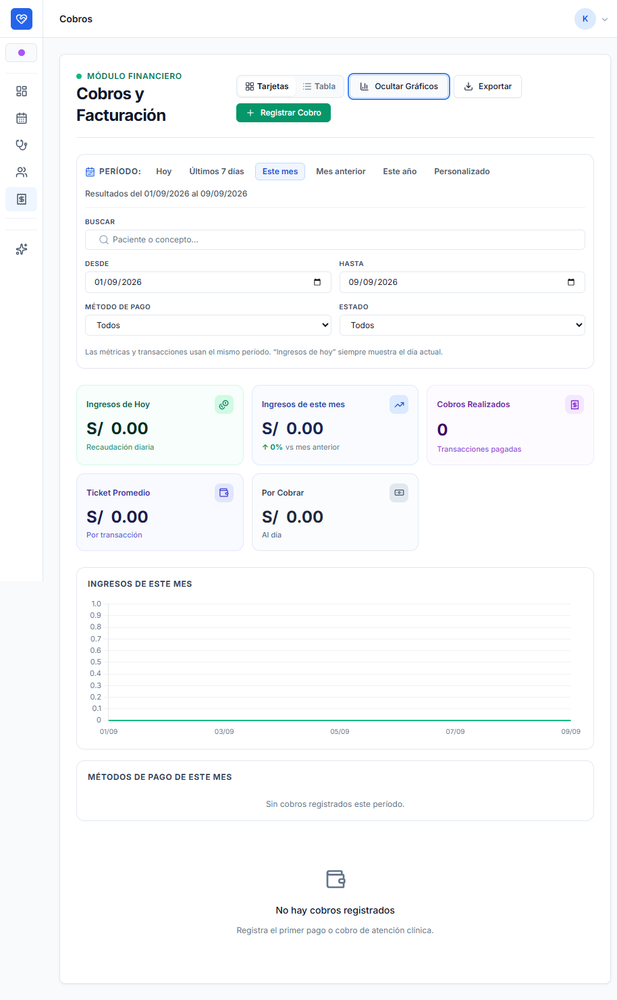 Cobros
K
MÓDULO FINANCIERO
Cobros y
Facturación
Tarjetas
Tabla
Ocultar Gráficos
Exportar
Registrar Cobro
PERÍODO:
Hoy
Últimos 7 días
Este mes
Mes anterior
Este año
Personalizado
Resultados del 01/09/2026 al 09/09/2026
BUSCAR
Paciente o concepto...
DESDE
HASTA
01/09/2026
09/09/2026
MÉTODO DE PAGO
ESTADO
Todos
Todos
Las métricas y transacciones usan el mismo período. “Ingresos de hoy” siempre muestra el día actual.
Ingresos de Hoy
S/ 0.00
Recaudación diaria
Ingresos de este mes
S/ 0.00
↑ 0% vs mes anterior
Cobros Realizados
0
Transacciones pagadas
Ticket Promedio
S/ 0.00
Por transacción
Por Cobrar
S/ 0.00
Al día
INGRESOS DE ESTE MES
1.0
0.9
0.8
0.7
0.6
0.5
0.4
0.3
0.2
0.1
0
01/09
03/09
05/09
07/09
09/09
MÉTODOS DE PAGO DE ESTE MES
Sin cobros registrados este período.
No hay cobros registrados
Registra el primer pago o cobro de atención clínica.